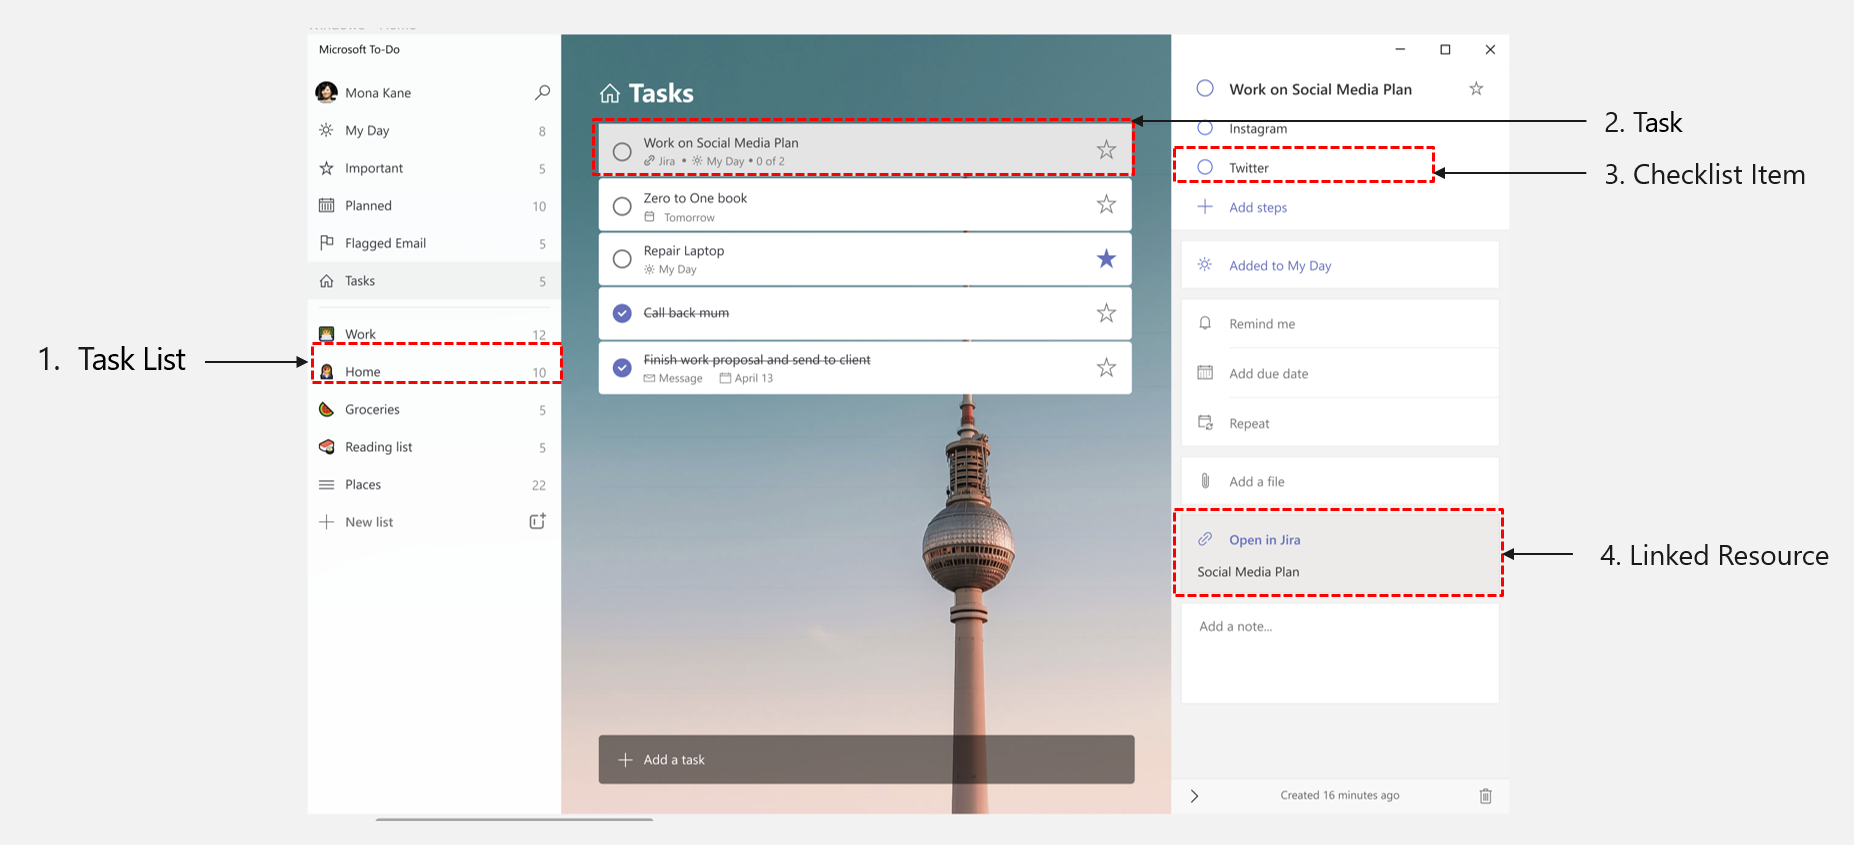 Microsoft To-Do
Mona Kane
My Day 8
Important 5
Planned 10
Flagged Email 5
Tasks 5
Work 12
Home 10
Groceries 5
Reading list 5
Places 22
New list
1. Task List
Tasks
Work on Social Media Plan
Jira • My Day • 0 of 2
Zero to One book
Tomorrow
Repair Laptop
My Day
Call back mum
Finish work proposal and send to client
Message April 13
Add a task
Work on Social Media Plan
Instagram
Twitter
Add steps
Added to My Day
Remind me
Add due date
Repeat
Add a file
Open in Jira
Social Media Plan
Add a note...
Created 16 minutes ago
2. Task
3. Checklist Item
4. Linked Resource